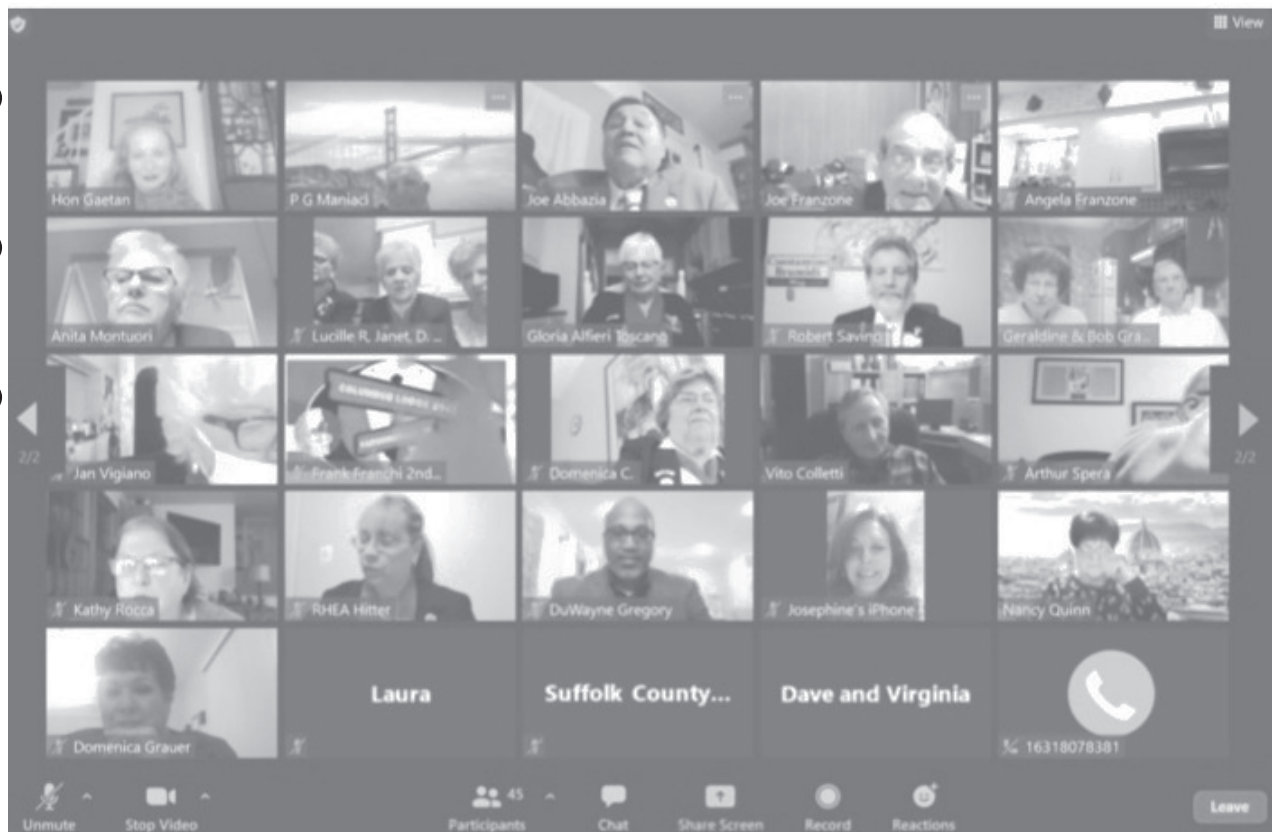 View
Hon Gaetan
P G Maniaci
Joe Abbazia
Joe Franzone
Angela Franzone
Anita Montuori
Lucille R, Janet, D. ...
Gloria Alfieri Toscano
Robert Savino
Geraldine & Bob Gra...
Jan Vigiano
Frank Franchi 2nd...
Domenica C.
Vito Colletti
Arthur Spera
2/2
2/2
Kathy Rocca
RHEA Hitter
DuWayne Gregory
Josephine's iPhone
Nancy Quinn
Domenica Grauer
Laura
Suffolk County...
Dave and Virginia
16318078381
Unmute
Stop Video
Participants
45
Chat
Share Screen
Record
Reactions
Leave